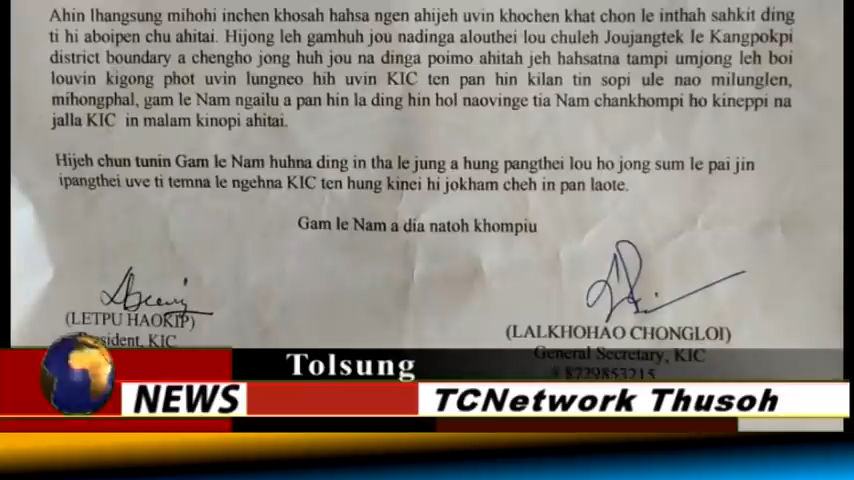 Ahin lhangsung mihohi inchen khosah hahsa ngen ahijeh uvin khochen khat chon le inthah sahkit ding
ti hi aboipen chu ahitai. Hijong leh gamhuh jou nadinga alouthei lou chuleh Joujangtek le Kangpokpi
district boundary a chengho jong huh jou na dinga poimo ahitah jeh hahsatna tampi umjong leh boi
louvin kigong phot uvin lungneo hih uvin KIC ten pan hin kilan tin sopi ule nao milunglen,
mihongphal, gam le Nam ngailu a pan hin la ding hin hol naovinge tia Nam chankhompi ho kineppi na
jalla KIC in malam kinopi ahitai.
Hijeh chun tunin Gam le Nam huhna ding in tha le jung a hung pangthei lou ho jong sum le pai jin
ipangthei uve ti temna le ngehna KIC ten hung kinei hi jokham cheh in pan laote.
Gam le Nam a dia natoh khompiu
(LETPU HAOKIP)
President, KIC
(LALKHOHAO CHONGLOI)
General Secretary, KIC
8729853215
Tolsung
NEWS
TCNetwork Thusoh